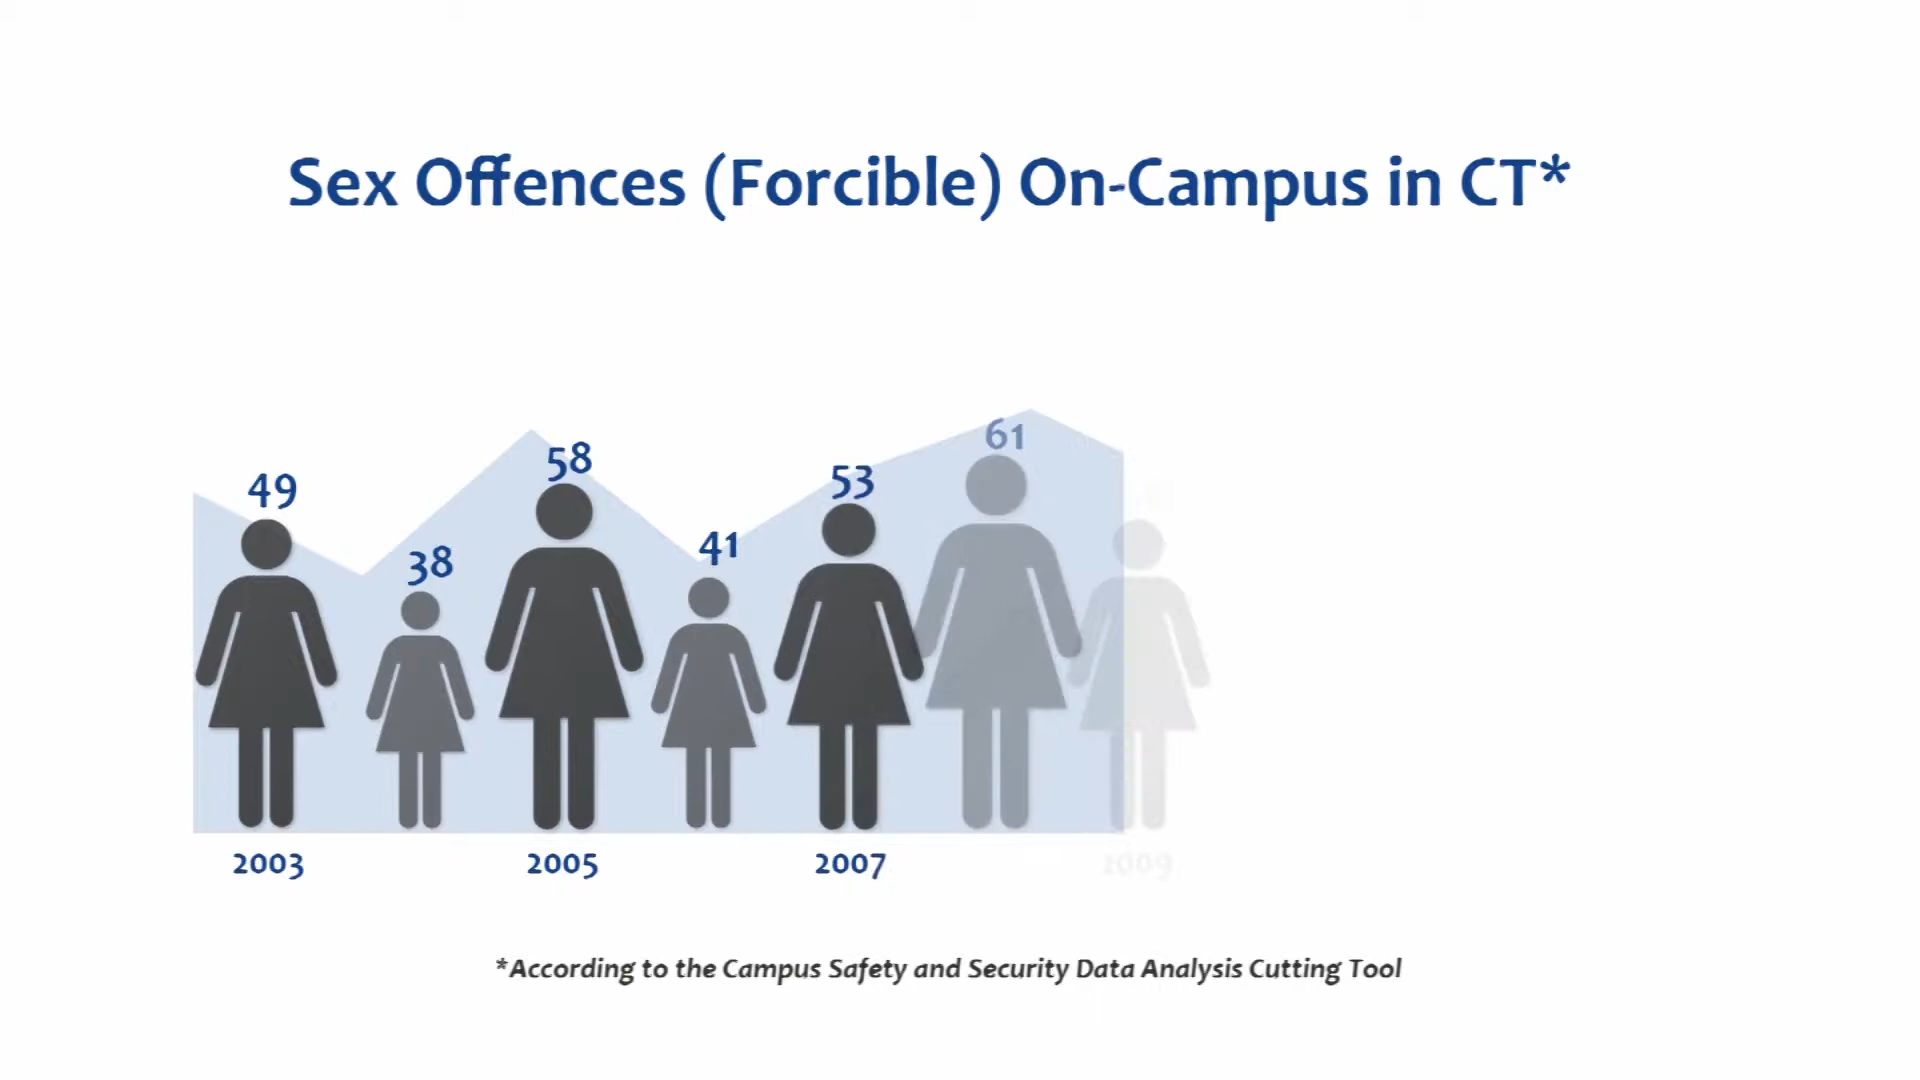 Sex Offences (Forcible) On-Campus in CT*
49 38 58 41 53 61
2003 2005 2007 2009
*According to the Campus Safety and Security Data Analysis Cutting Tool